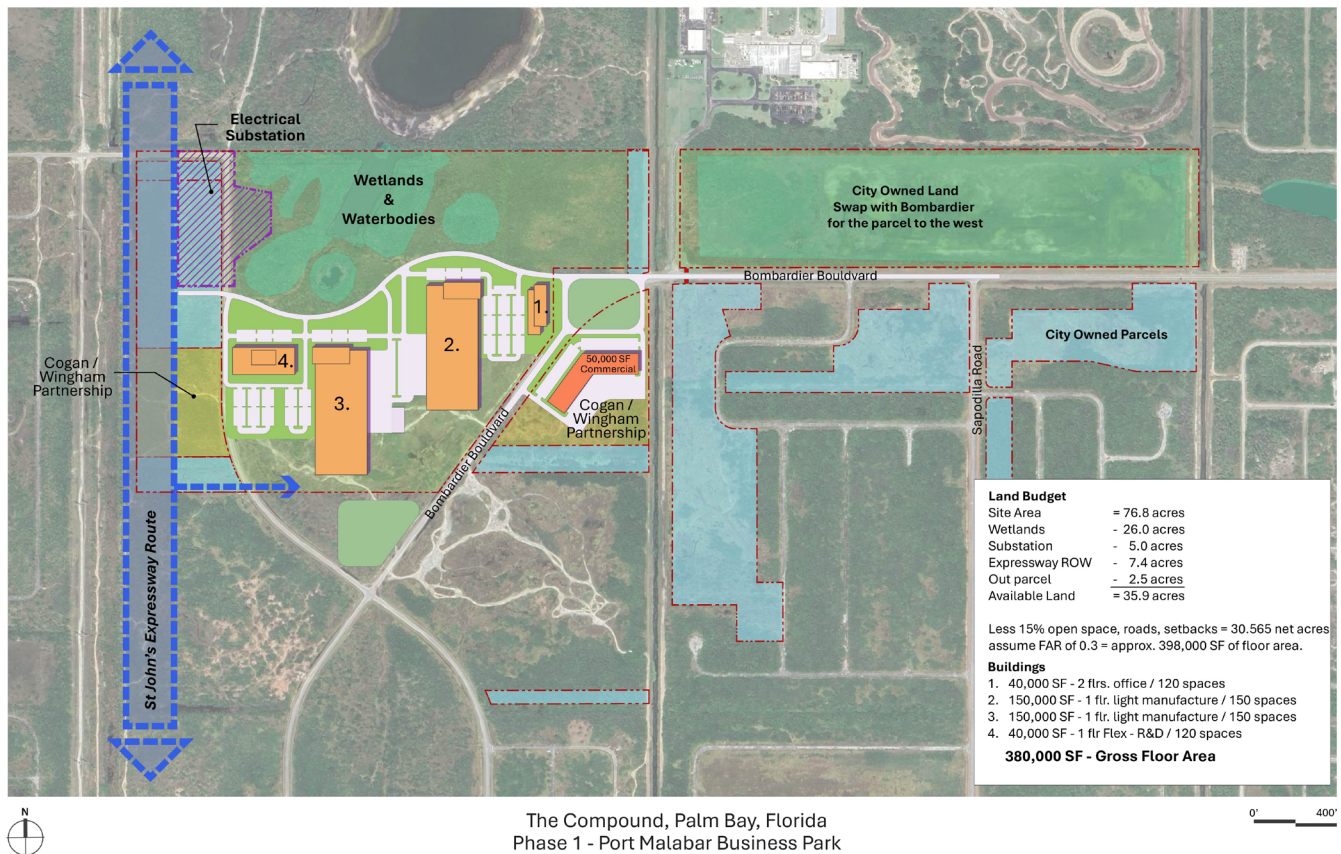 Electrical
Substation
Wetlands
&
Waterbodies
City Owned Land
Swap with Bombardier
for the parcel to the west
Bombardier Bouldvard
1.
2.
3.
4.
50,000 SF
Commercial
City Owned Parcels
Cogan /
Wingham
Partnership
Cogan /
Wingham
Partnership
Sapodilla Road
Bombardier Bouldvard
St John's Expressway Route
Land Budget
Site Area = 76.8 acres
Wetlands - 26.0 acres
Substation - 5.0 acres
Expressway ROW - 7.4 acres
Out parcel - 2.5 acres
Available Land = 35.9 acres
Less 15% open space, roads, setbacks = 30.565 net acres
assume FAR of 0.3 = approx. 398,000 SF of floor area.
Buildings
1. 40,000 SF - 2 flrs. office / 120 spaces
2. 150,000 SF - 1 flr. light manufacture / 150 spaces
3. 150,000 SF - 1 flr. light manufacture / 150 spaces
4. 40,000 SF - 1 flr Flex - R&D / 120 spaces
380,000 SF - Gross Floor Area
N
The Compound, Palm Bay, Florida
Phase 1 - Port Malabar Business Park
0' 400'